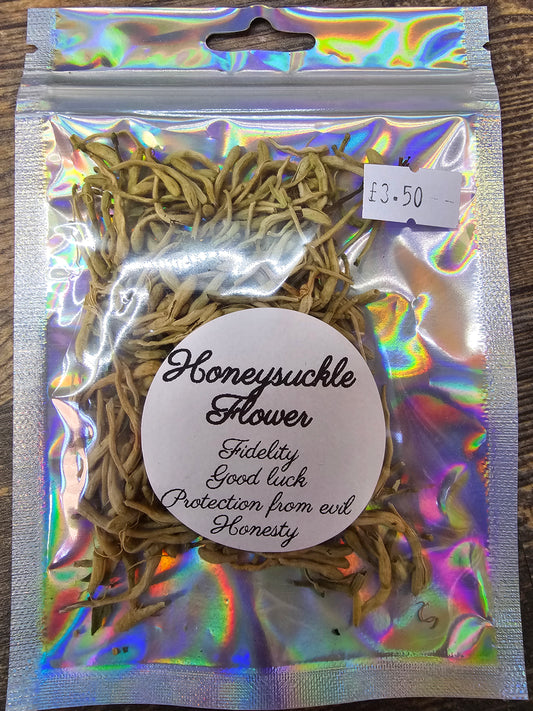 £3.50
Honeysuckle
Flower
Fidelity
Good luck
Protection from evil
Honesty